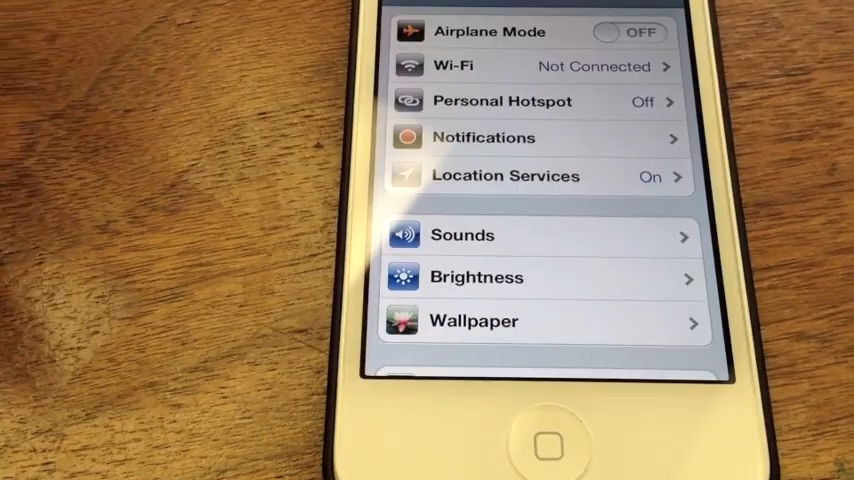 Airplane Mode OFF
Wi-Fi Not Connected
Personal Hotspot Off
Notifications
Location Services On
Sounds
Brightness
Wallpaper